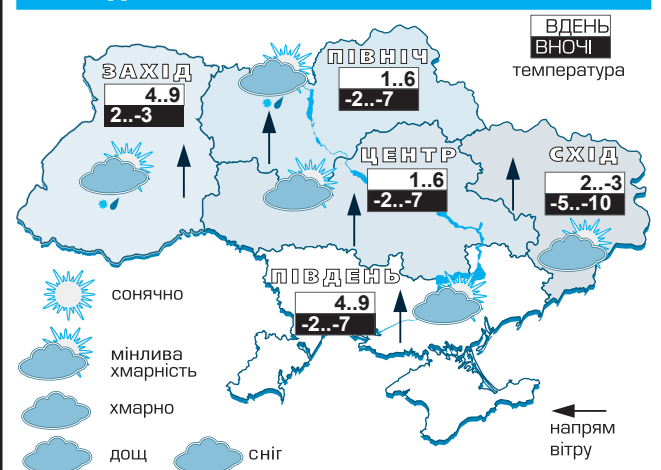 ВДЕНЬ
ВНОЧІ
температура
ЗАХІД
4..9
2..-3
ПІВНІЧ
1..6
-2..-7
ЦЕНТР
1..6
-2..-7
СХІД
2..-3
-5..-10
ПІВДЕНЬ
4..9
-2..-7
сонячно
мінлива
хмарність
хмарно
дощ
сніг
напрям
вітру